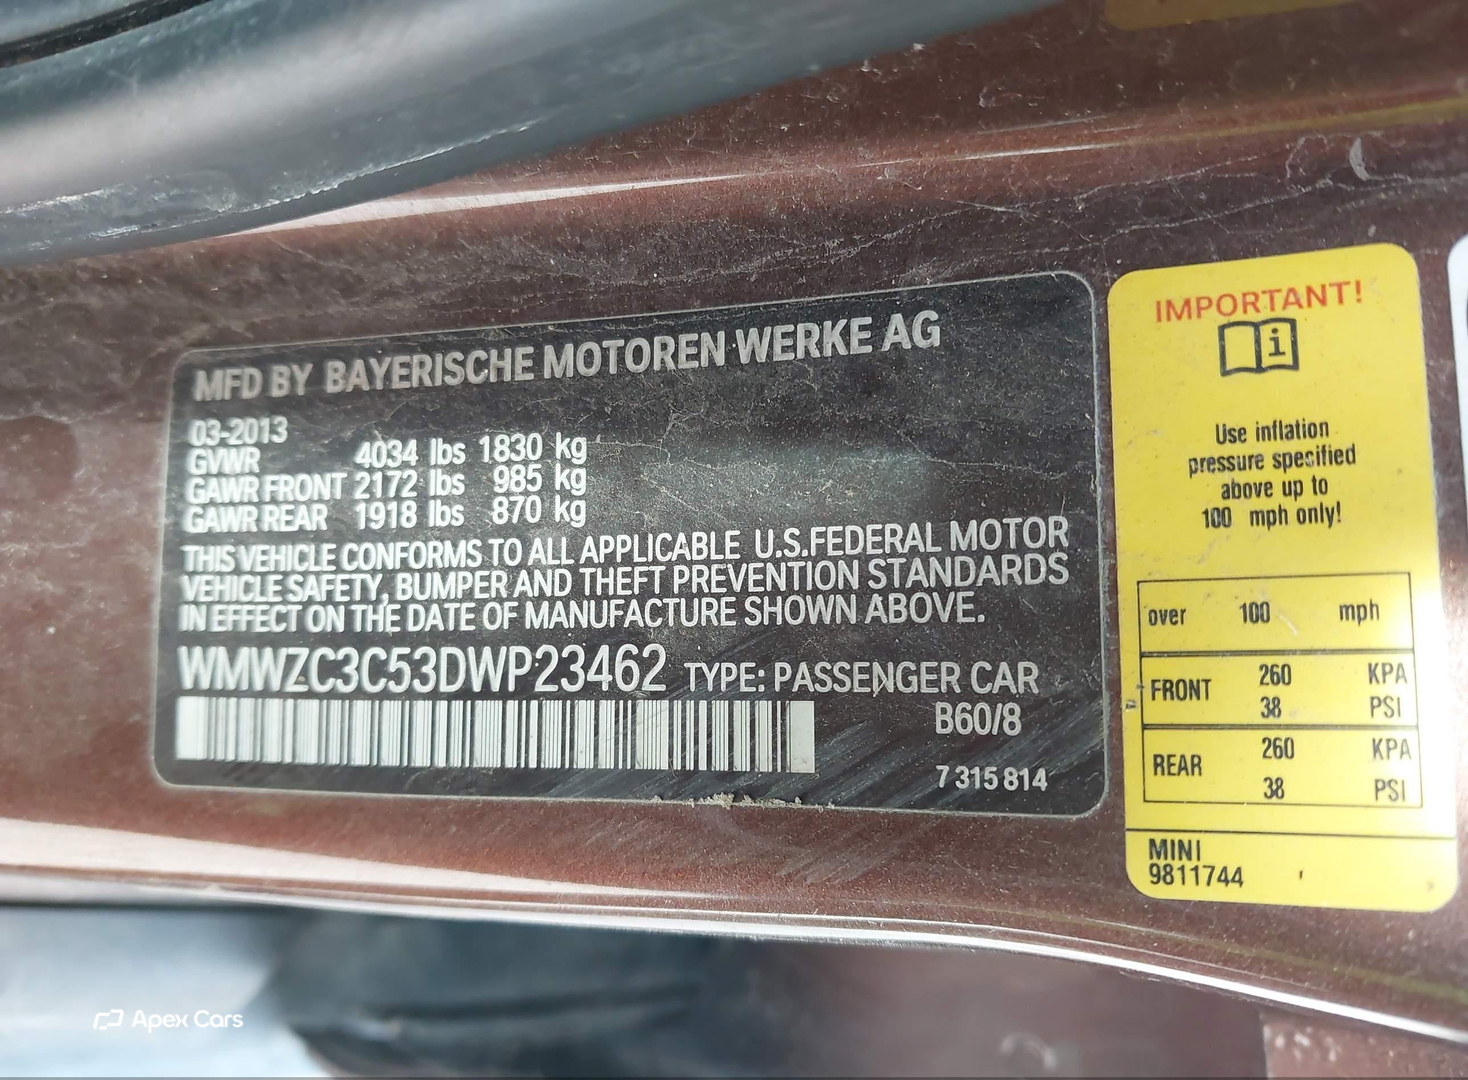 MFD BY BAYERISCHE MOTOREN WERKE AG
03-2013
GVWR 4034 lbs 1830 kg
GAWR FRONT 2172 lbs 985 kg
GAWR REAR 1918 lbs 870 kg
THIS VEHICLE CONFORMS TO ALL APPLICABLE U.S.FEDERAL MOTOR
VEHICLE SAFETY, BUMPER AND THEFT PREVENTION STANDARDS
IN EFFECT ON THE DATE OF MANUFACTURE SHOWN ABOVE.
WMWZC3C53DWP23462 TYPE: PASSENGER CAR
B60/8
7 315 814
IMPORTANT!
i
Use inflation
pressure specified
above up to
100 mph only!
over 100 mph
FRONT 260 KPA
38 PSI
REAR 260 KPA
38 PSI
MINI
9811744
Apex Cars